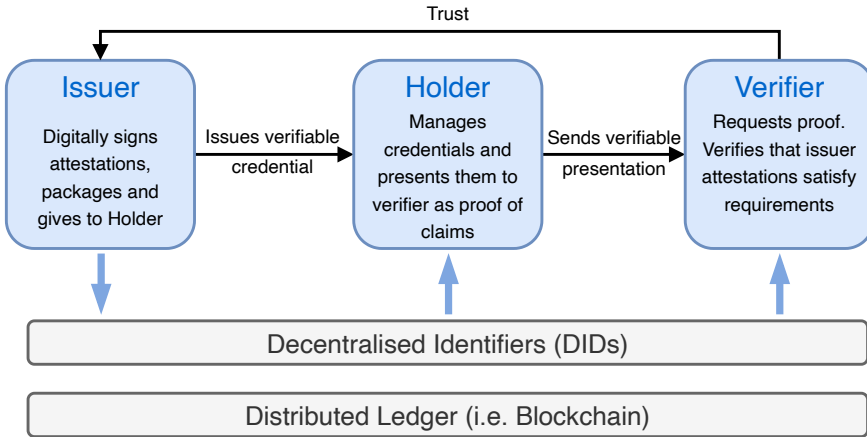 Trust
Issuer
Digitally signs
attestations,
packages and
gives to Holder
Issues verifiable
credential
Holder
Manages
credentials and
presents them to
verifier as proof of
claims
Sends verifiable
presentation
Verifier
Requests proof.
Verifies that issuer
attestations satisfy
requirements
Decentralised Identifiers (DIDs)
Distributed Ledger (i.e. Blockchain)